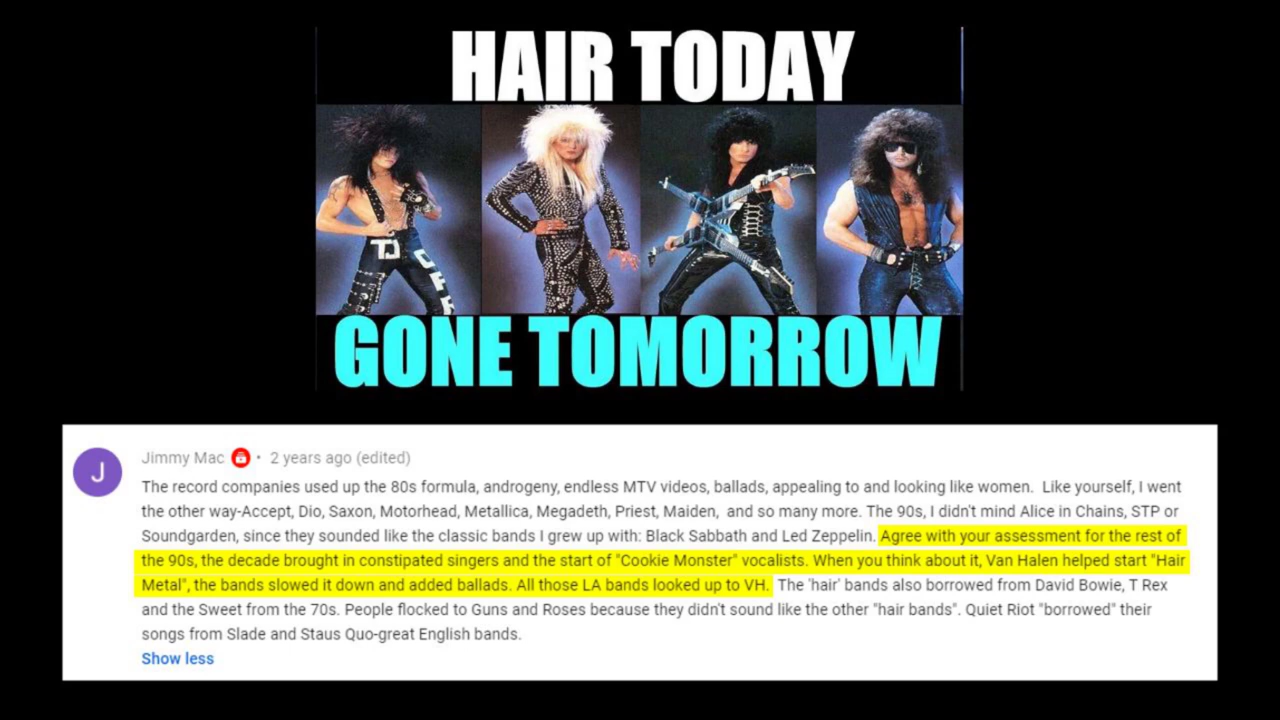 HAIR TODAY
GONE TOMORROW
J
Jimmy Mac • 2 years ago (edited)
The record companies used up the 80s formula, androgeny, endless MTV videos, ballads, appealing to and looking like women. Like yourself, I went
the other way-Accept, Dio, Saxon, Motorhead, Metallica, Megadeth, Priest, Maiden, and so many more. The 90s, I didn't mind Alice in Chains, STP or
Soundgarden, since they sounded like the classic bands I grew up with: Black Sabbath and Led Zeppelin. Agree with your assessment for the rest of
the 90s, the decade brought in constipated singers and the start of "Cookie Monster" vocalists. When you think about it, Van Halen helped start "Hair
Metal", the bands slowed it down and added ballads. All those LA bands looked up to VH. The 'hair' bands also borrowed from David Bowie, T Rex
and the Sweet from the 70s. People flocked to Guns and Roses because they didn't sound like the other "hair bands". Quiet Riot "borrowed" their
songs from Slade and Staus Quo-great English bands.
Show less